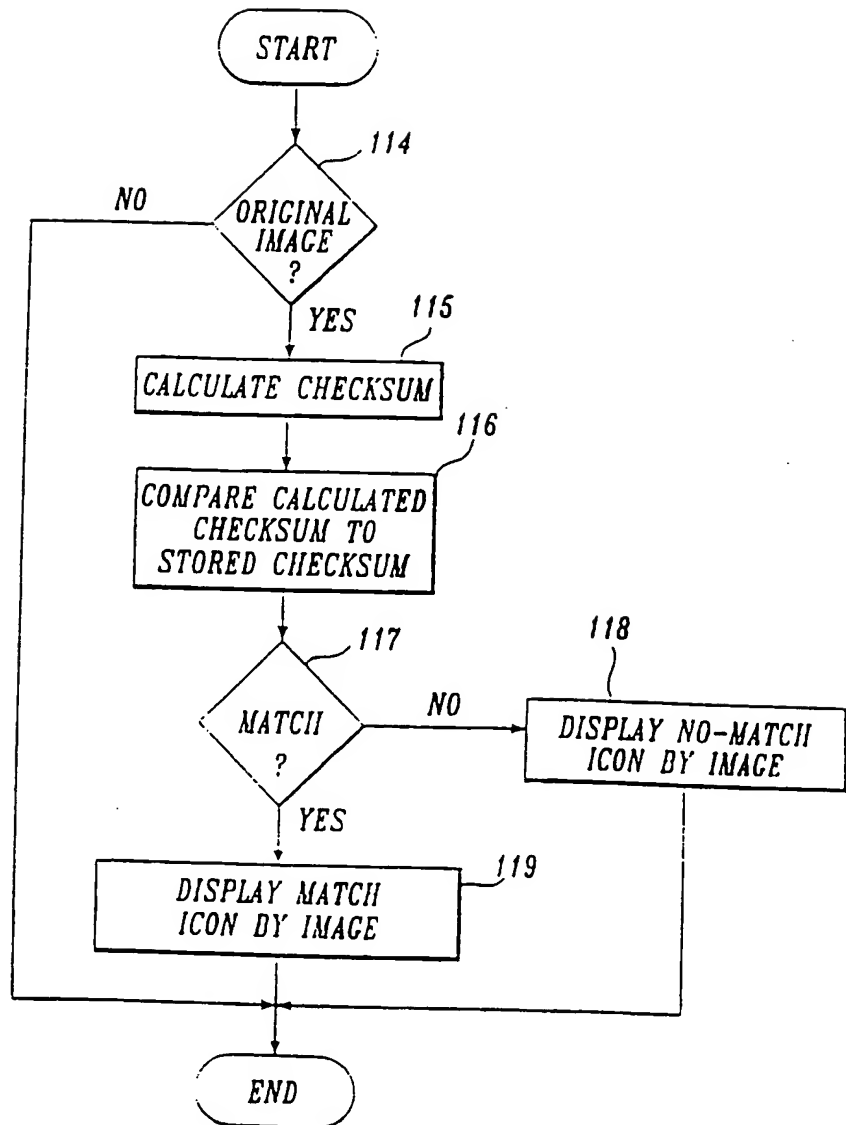 START
114
NO
ORIGINAL
IMAGE
?
YES
115
CALCULATE CHECKSUM
116
COMPARE CALCULATED
CHECKSUM TO
STORED CHECKSUM
117
118
MATCH
?
NO
DISPLAY NO-MATCH
ICON BY IMAGE
YES
119
DISPLAY MATCH
ICON BY IMAGE
END